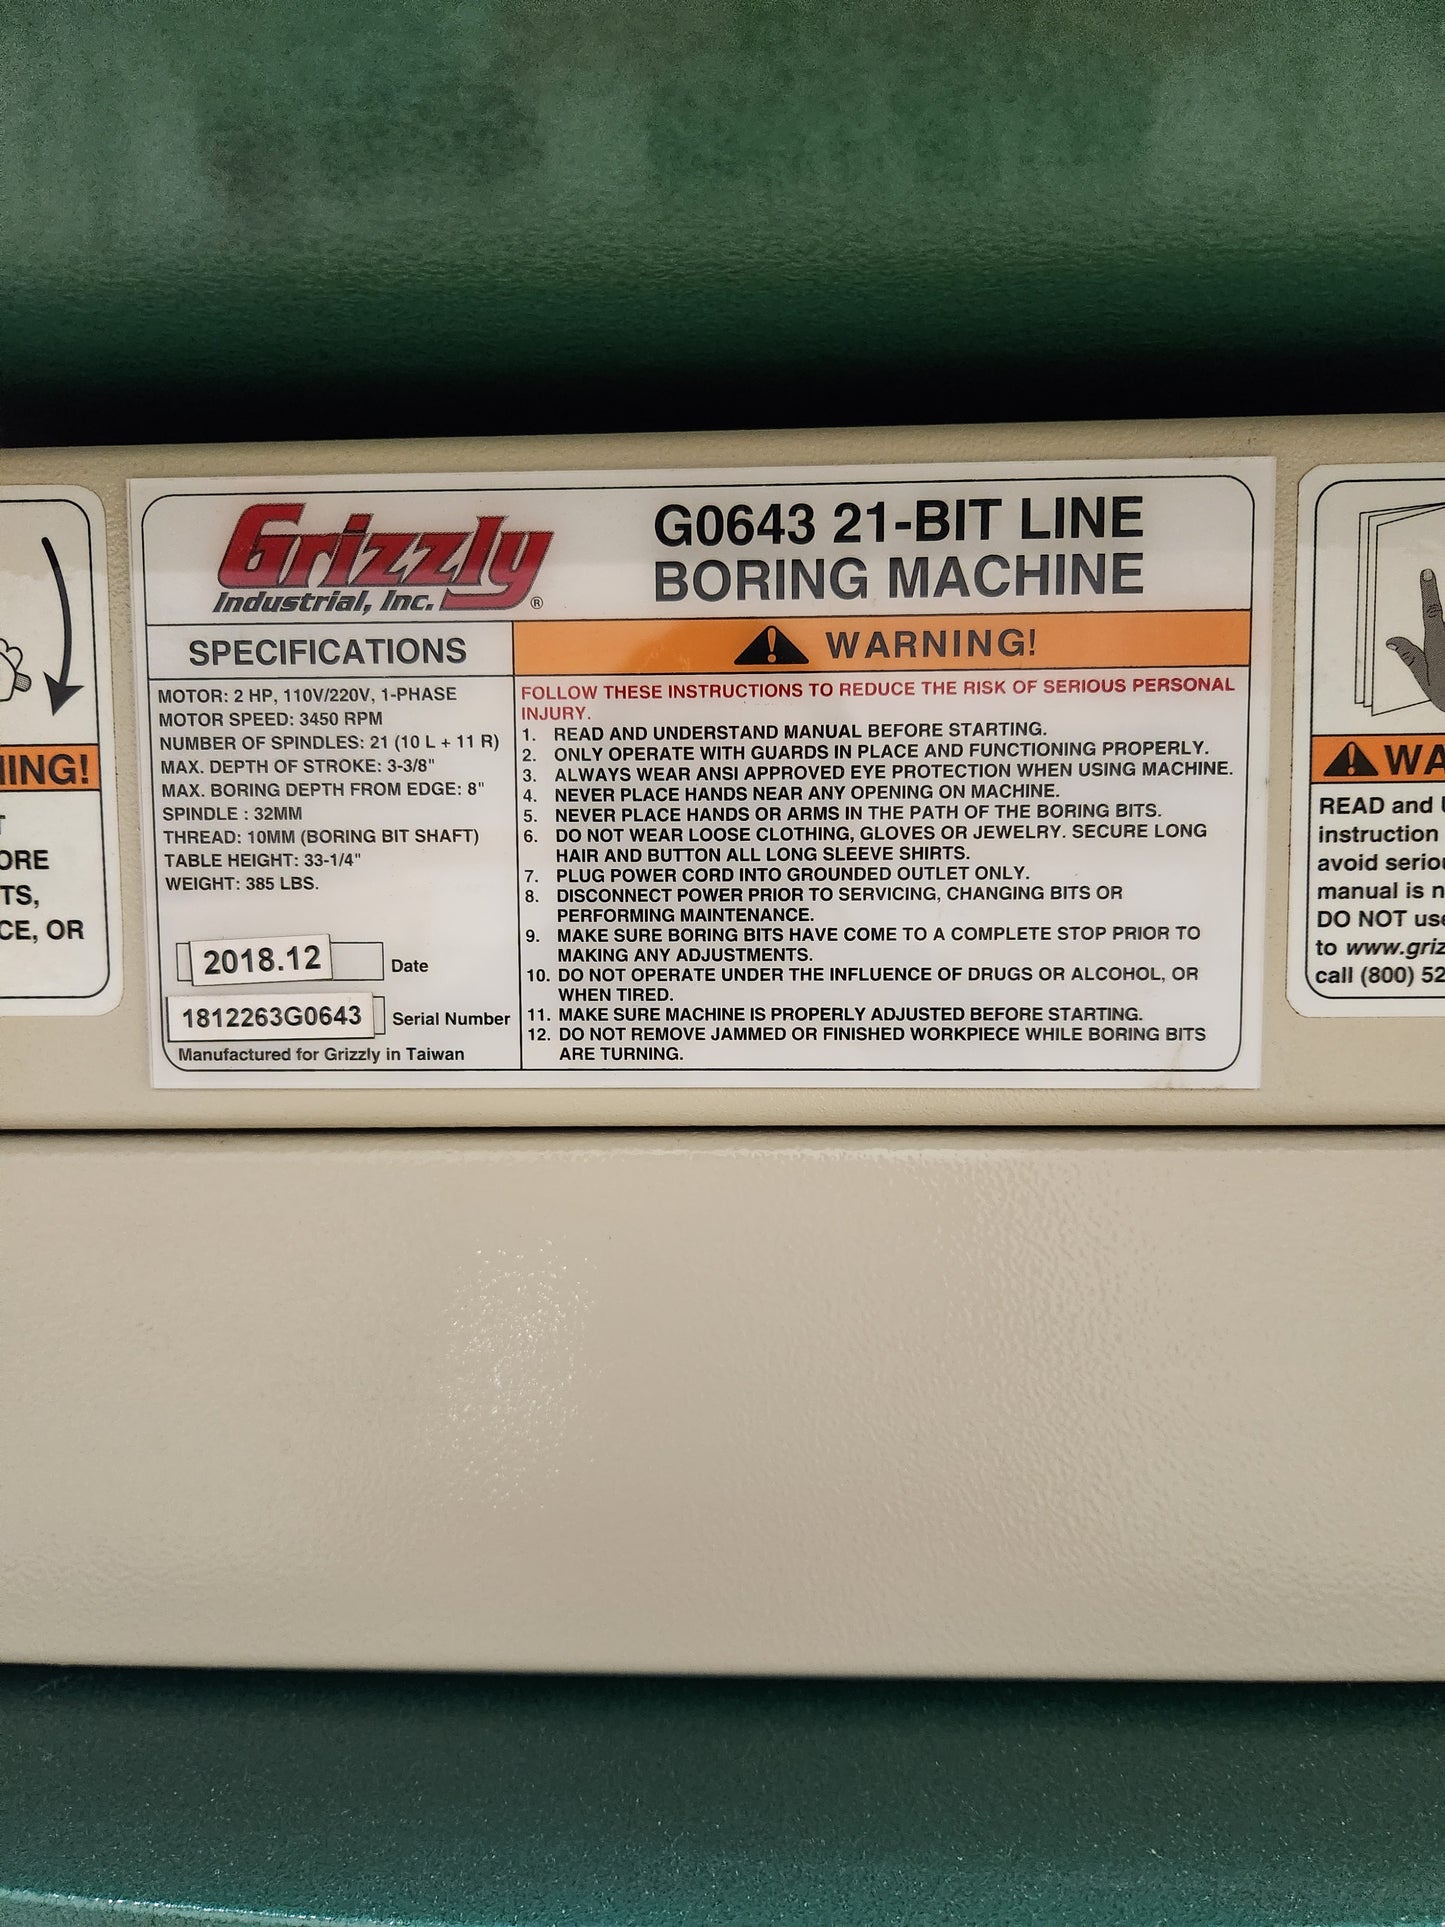 Grizzly
Industrial, Inc. ®
G0643 21-BIT LINE
BORING MACHINE
SPECIFICATIONS
MOTOR: 2 HP, 110V/220V, 1-PHASE
MOTOR SPEED: 3450 RPM
NUMBER OF SPINDLES: 21 (10 L + 11 R)
MAX. DEPTH OF STROKE: 3-3/8"
MAX. BORING DEPTH FROM EDGE: 8"
SPINDLE : 32MM
THREAD: 10MM (BORING BIT SHAFT)
TABLE HEIGHT: 33-1/4"
WEIGHT: 385 LBS.
2018.12 Date
1812263G0643 Serial Number
Manufactured for Grizzly in Taiwan
WARNING!
FOLLOW THESE INSTRUCTIONS TO REDUCE THE RISK OF SERIOUS PERSONAL
INJURY.
1. READ AND UNDERSTAND MANUAL BEFORE STARTING.
2. ONLY OPERATE WITH GUARDS IN PLACE AND FUNCTIONING PROPERLY.
3. ALWAYS WEAR ANSI APPROVED EYE PROTECTION WHEN USING MACHINE.
4. NEVER PLACE HANDS NEAR ANY OPENING ON MACHINE.
5. NEVER PLACE HANDS OR ARMS IN THE PATH OF THE BORING BITS.
6. DO NOT WEAR LOOSE CLOTHING, GLOVES OR JEWELRY. SECURE LONG
HAIR AND BUTTON ALL LONG SLEEVE SHIRTS.
7. PLUG POWER CORD INTO GROUNDED OUTLET ONLY.
8. DISCONNECT POWER PRIOR TO SERVICING, CHANGING BITS OR
PERFORMING MAINTENANCE.
9. MAKE SURE BORING BITS HAVE COME TO A COMPLETE STOP PRIOR TO
MAKING ANY ADJUSTMENTS.
10. DO NOT OPERATE UNDER THE INFLUENCE OF DRUGS OR ALCOHOL, OR
WHEN TIRED.
11. MAKE SURE MACHINE IS PROPERLY ADJUSTED BEFORE STARTING.
12. DO NOT REMOVE JAMMED OR FINISHED WORKPIECE WHILE BORING BITS
ARE TURNING.
ING!
ORE
TS,
CE, OR
WA
READ and
instruction
avoid serio
manual is n
DO NOT use
to www.griz
call (800) 52